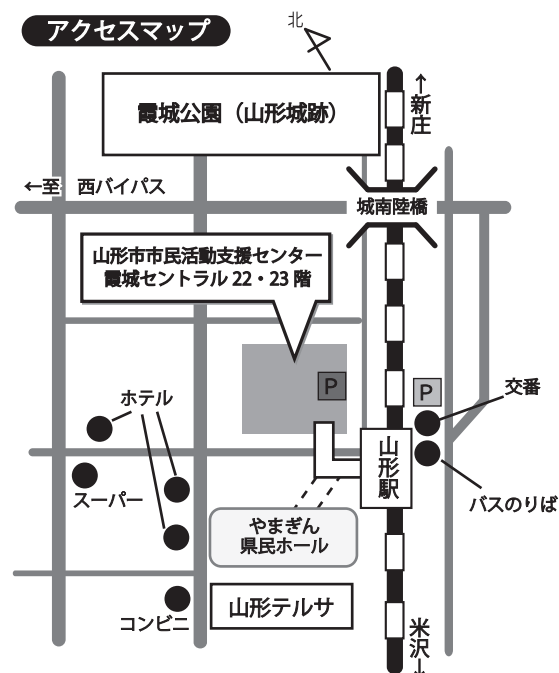 アクセスマップ
北
←新庄
霞城公園（山形城跡）
←至 西バイパス
城南陸橋
山形市市民活動支援センター
霞城セントラル 22・23 階
P
P
交番
ホテル
山形駅
スーパー
バスのりば
やまぎん
県民ホール
山形テルサ
コンビニ
米沢→